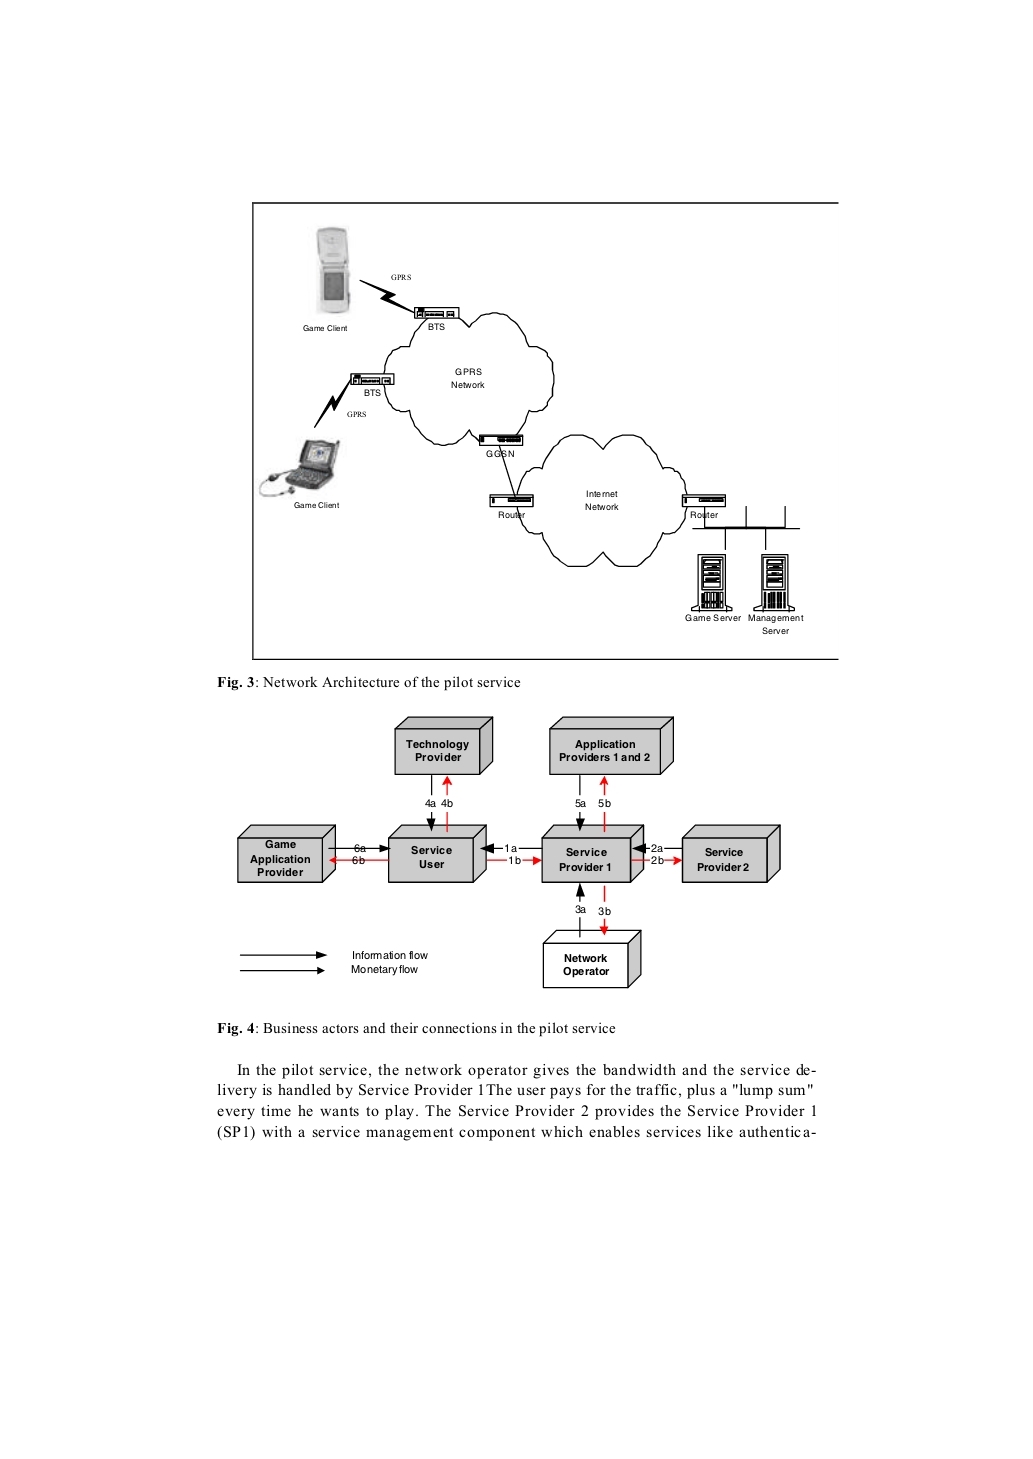 GPRS
Game Client
BTS
GPRS
Network
BTS
GPRS
GGSN
Game Client
Internet
Network
Router
Router
Game Server
Management
Server
Fig. 3: Network Architecture of the pilot service
Technology
Provider
Application
Providers 1 and 2
4a 4b
5a 5b
Game
Application
Provider
6a
6b
Service
User
1a
1b
Service
Provider 1
2a
2b
Service
Provider 2
3a 3b
Network
Operator
Information flow
Monetary flow
Fig. 4: Business actors and their connections in the pilot service
In the pilot service, the network operator gives the bandwidth and the service de-
livery is handled by Service Provider 1The user pays for the traffic, plus a "lump sum"
every time he wants to play. The Service Provider 2 provides the Service Provider 1
(SP1) with a service management component which enables services like authentica-